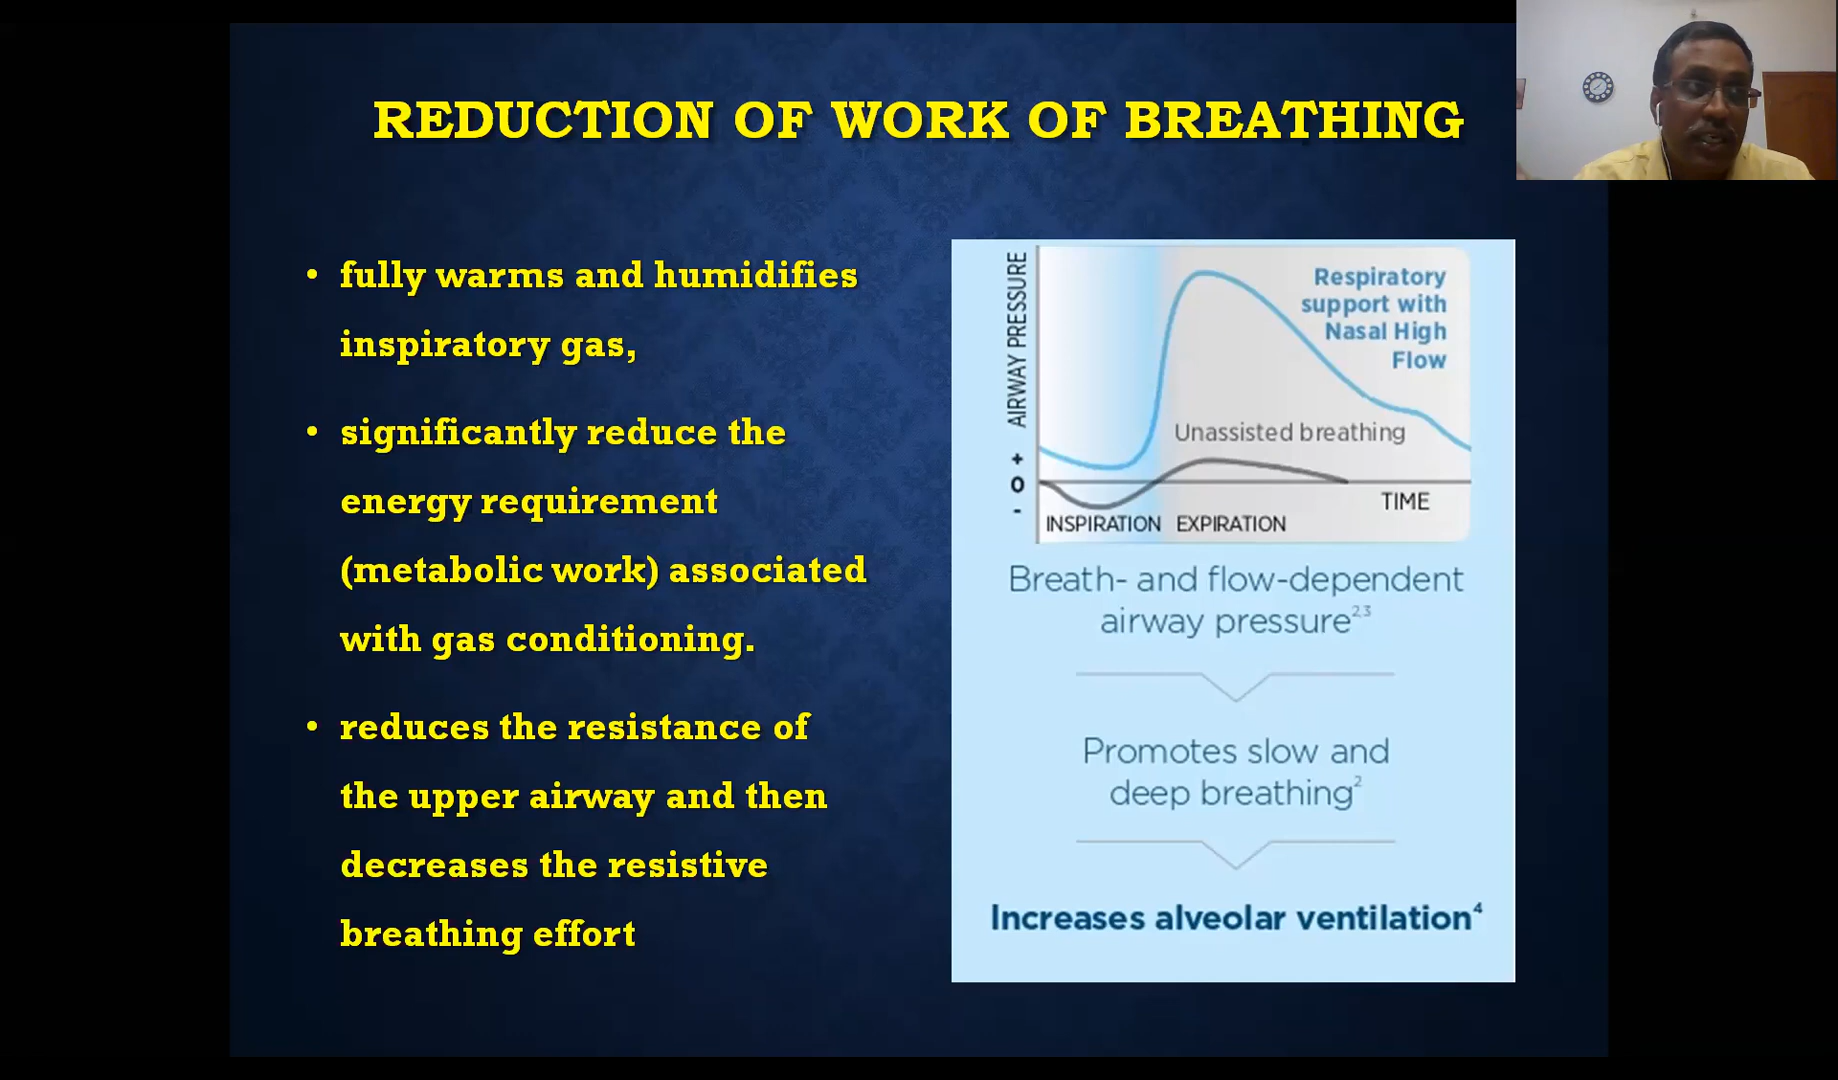 REDUCTION OF WORK OF BREATHING
• fully warms and humidifies
inspiratory gas,
• significantly reduce the
energy requirement
(metabolic work) associated
with gas conditioning.
• reduces the resistance of
the upper airway and then
decreases the resistive
breathing effort
AIRWAY PRESSURE
Respiratory
support with
Nasal High
Flow
Unassisted breathing
+
0
-
TIME
INSPIRATION EXPIRATION
Breath- and flow-dependent
airway pressure2,3
Promotes slow and
deep breathing2
Increases alveolar ventilation4